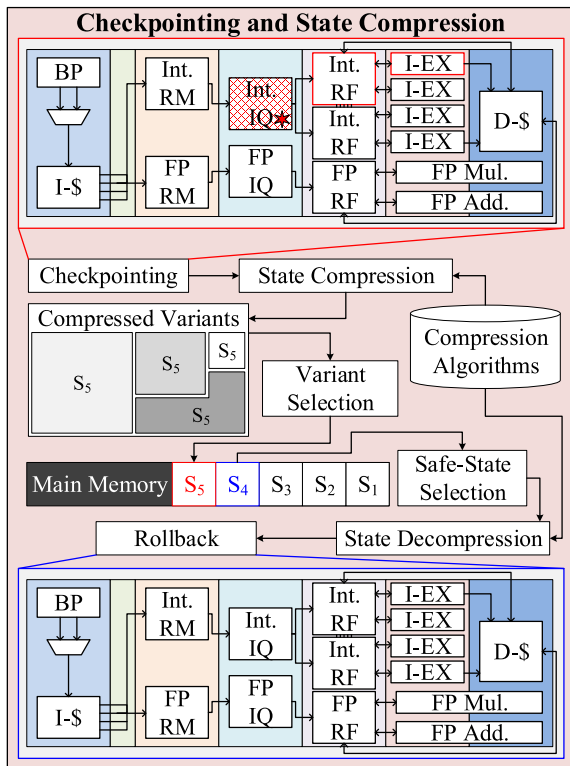 Checkpointing and State Compression
BP
I-$
Int.
RM
FP
RM
Int.
IQ
FP
IQ
Int.
RF
Int.
RF
FP
RF
I-EX
I-EX
I-EX
I-EX
FP Mul.
FP Add.
D-$
Checkpointing
State Compression
Compressed Variants
S5
S5
S5
S5
Variant
Selection
Compression
Algorithms
Main Memory
S5
S4
S3
S2
S1
Safe-State
Selection
Rollback
State Decompression
BP
I-$
Int.
RM
FP
RM
Int.
IQ
FP
IQ
Int.
RF
Int.
RF
FP
RF
I-EX
I-EX
I-EX
I-EX
FP Mul.
FP Add.
D-$